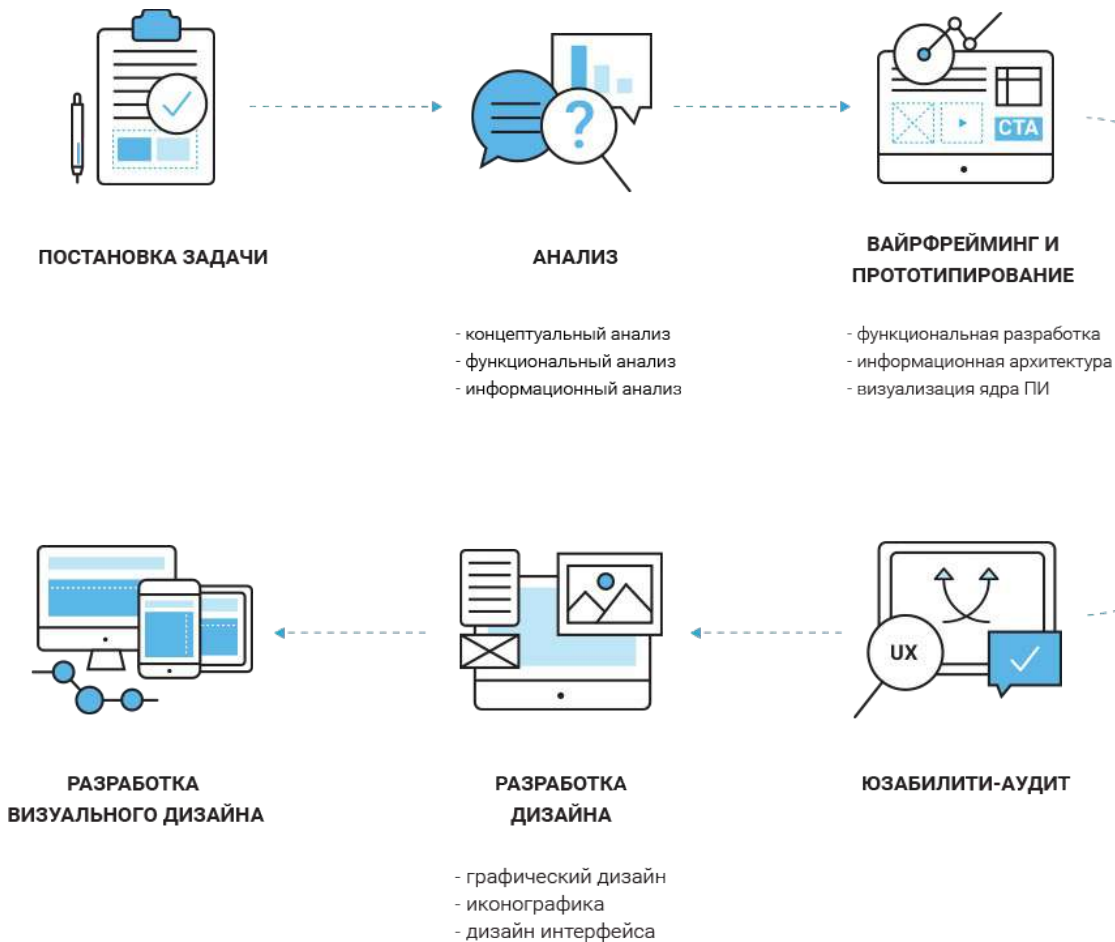 ?
CTA
ПОСТАНОВКА ЗАДАЧИ
АНАЛИЗ
- концептуальный анализ
- функциональный анализ
- информационный анализ
ВАЙРФРЕЙМИНГ И
ПРОТОТИПИРОВАНИЕ
- функциональная разработка
- информационная архитектура
- визуализация ядра ПИ
UX
ЮЗАБИЛИТИ-АУДИТ
РАЗРАБОТКА
ДИЗАЙНА
- графический дизайн
- иконографика
- дизайн интерфейса
РАЗРАБОТКА
ВИЗУАЛЬНОГО ДИЗАЙНА